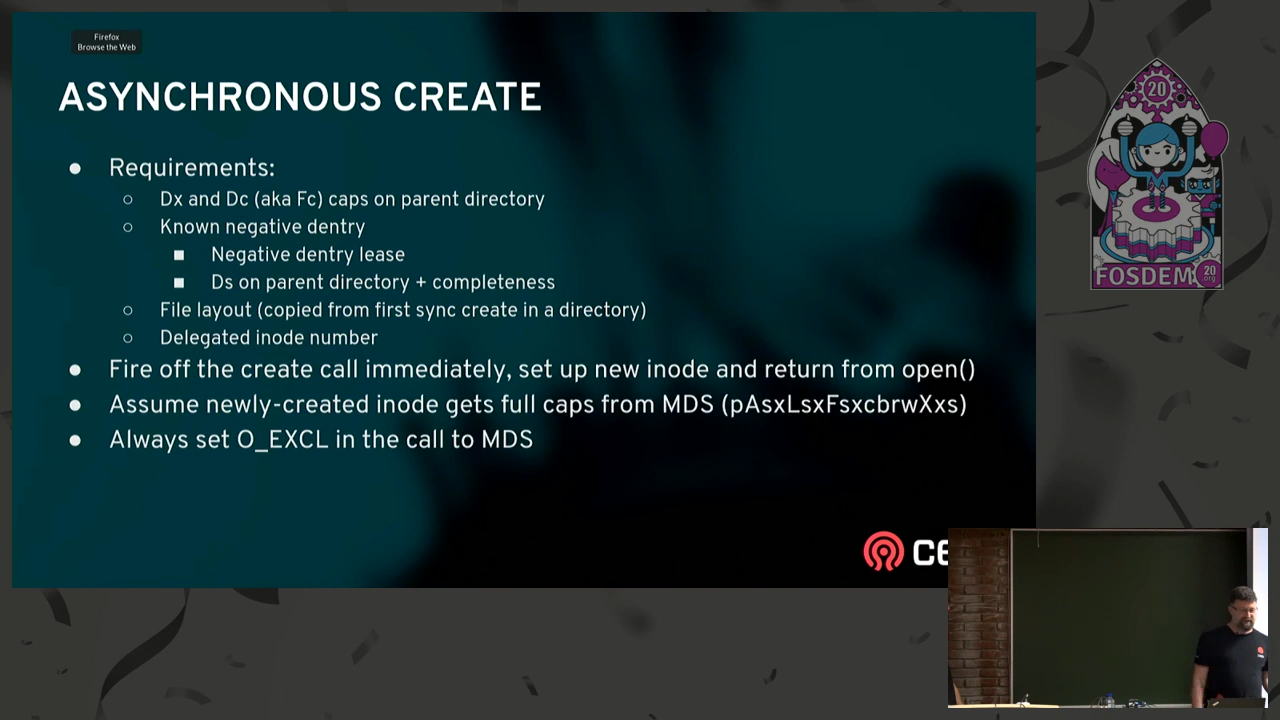 Firefox
Browse the Web
ASYNCHRONOUS CREATE
● Requirements:
○ Dx and Dc (aka Fc) caps on parent directory
○ Known negative dentry
■ Negative dentry lease
■ Ds on parent directory + completeness
○ File layout (copied from first sync create in a directory)
○ Delegated inode number
● Fire off the create call immediately, set up new inode and return from open()
● Assume newly-created inode gets full caps from MDS (pAsxLsxFsxcbrwXxs)
● Always set O_EXCL in the call to MDS
CE
20
FOSDEM
20
.org